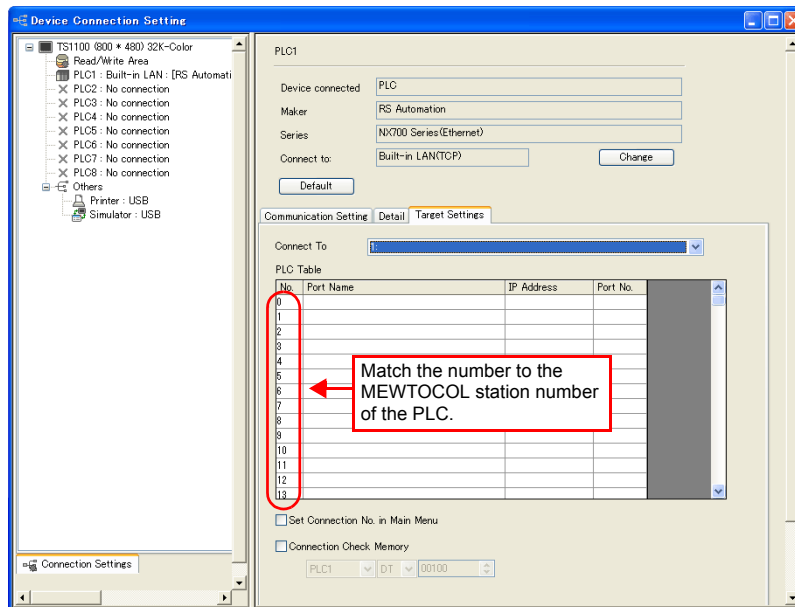 Device Connection Setting
TS1100 (800 * 480) 32K-Color
Read/Write Area
PLC1 : Built-in LAN : [RS Automati
PLC2 : No connection
PLC3 : No connection
PLC4 : No connection
PLC5 : No connection
PLC6 : No connection
PLC7 : No connection
PLC8 : No connection
Others
Printer : USB
Simulator : USB
Connection Settings
PLC1
Device connected PLC
Maker RS Automation
Series NX700 Series(Ethernet)
Connect to: Built-in LAN(TCP) Change
Default
Communication Setting Detail Target Settings
Connect To 1:
PLC Table
No. Port Name IP Address Port No.
0
1
2
3
4
5
6
7
8
9
10
11
12
13
Match the number to the
MEWTOCOL station number
of the PLC.
Set Connection No. in Main Menu
Connection Check Memory
PLC1 DT 00100